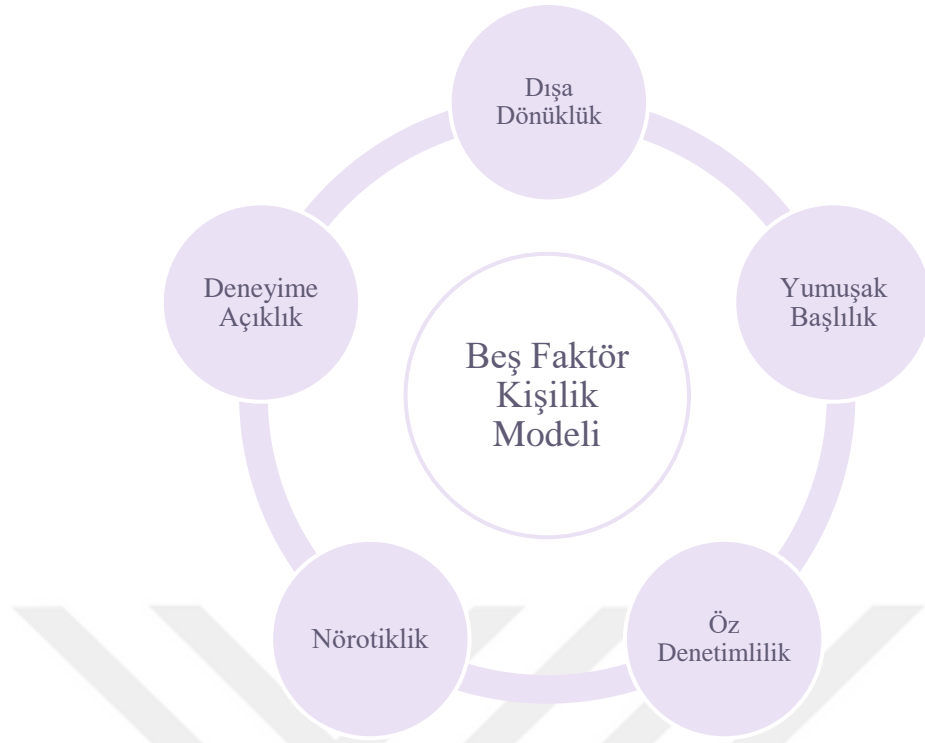 Dışa
Dönüklük
Yumuşak
Başlılık
Öz
Denetimlilik
Nörotiklik
Deneyime
Açıklık
Beş Faktör
Kişilik
Modeli